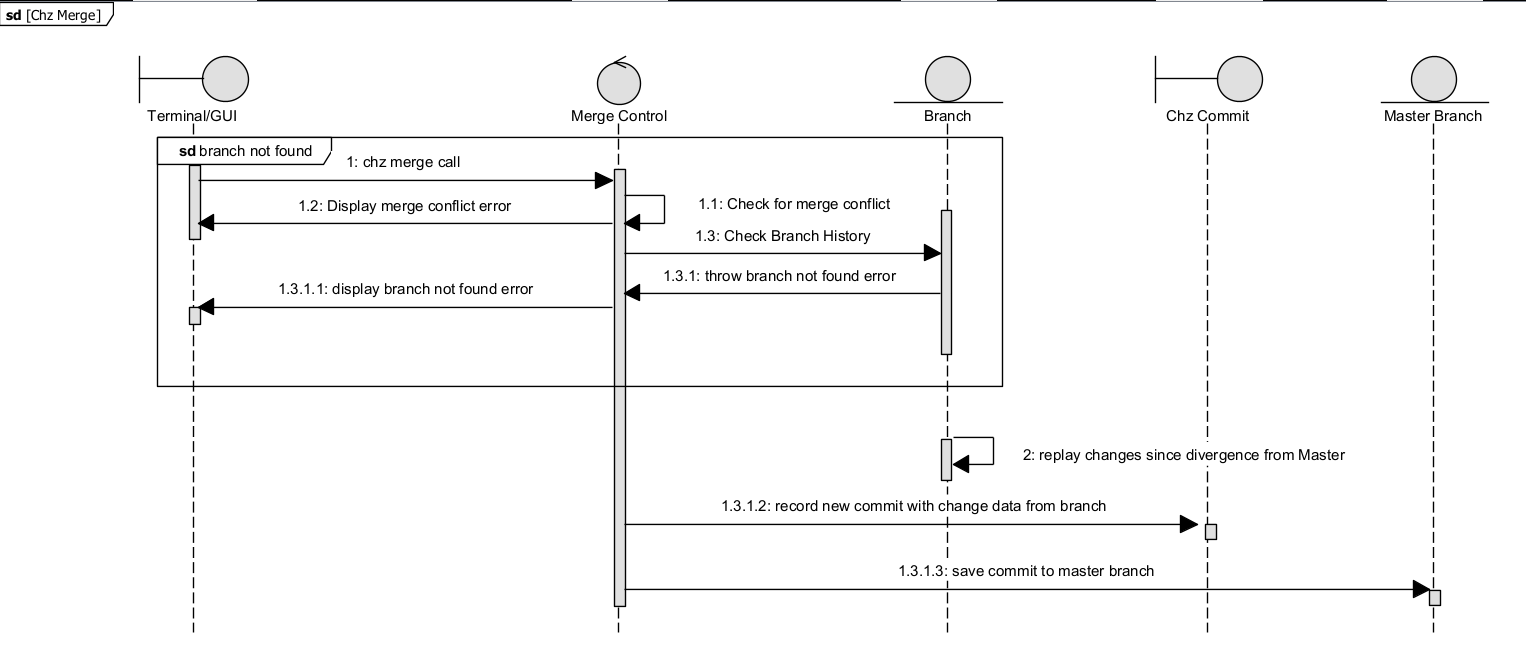 sd [Chz Merge]
Terminal/GUI
Merge Control
Branch
Chz Commit
Master Branch
sd branch not found
1: chz merge call
1.1: Check for merge conflict
1.2: Display merge conflict error
1.3: Check Branch History
1.3.1: throw branch not found error
1.3.1.1: display branch not found error
2: replay changes since divergence from Master
1.3.1.2: record new commit with change data from branch
1.3.1.3: save commit to master branch